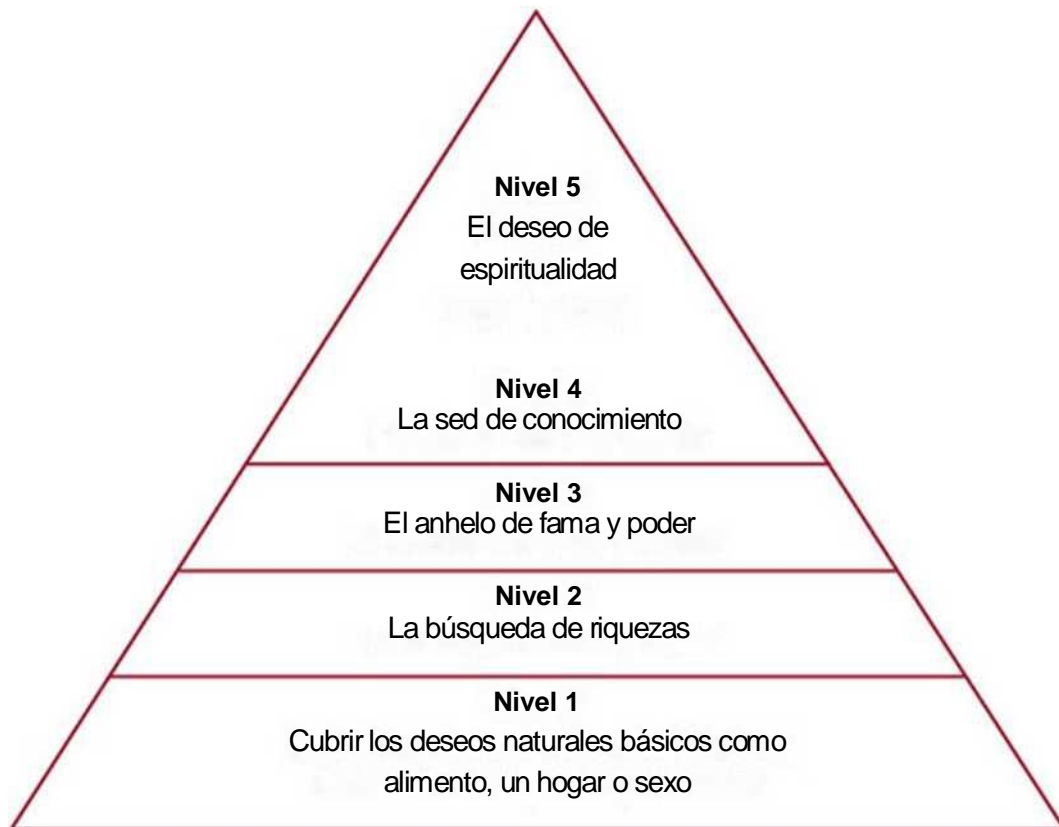 Nivel 5
El deseo de
espiritualidad
Nivel 4
La sed de conocimiento
Nivel 3
El anhelo de fama y poder
Nivel 2
La búsqueda de riquezas
Nivel 1
Cubrir los deseos naturales básicos como
alimento, un hogar o sexo